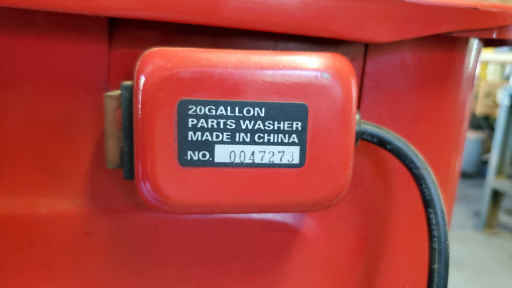 20GALLON
PARTS WASHER
MADE IN CHINA
NO. 0047273